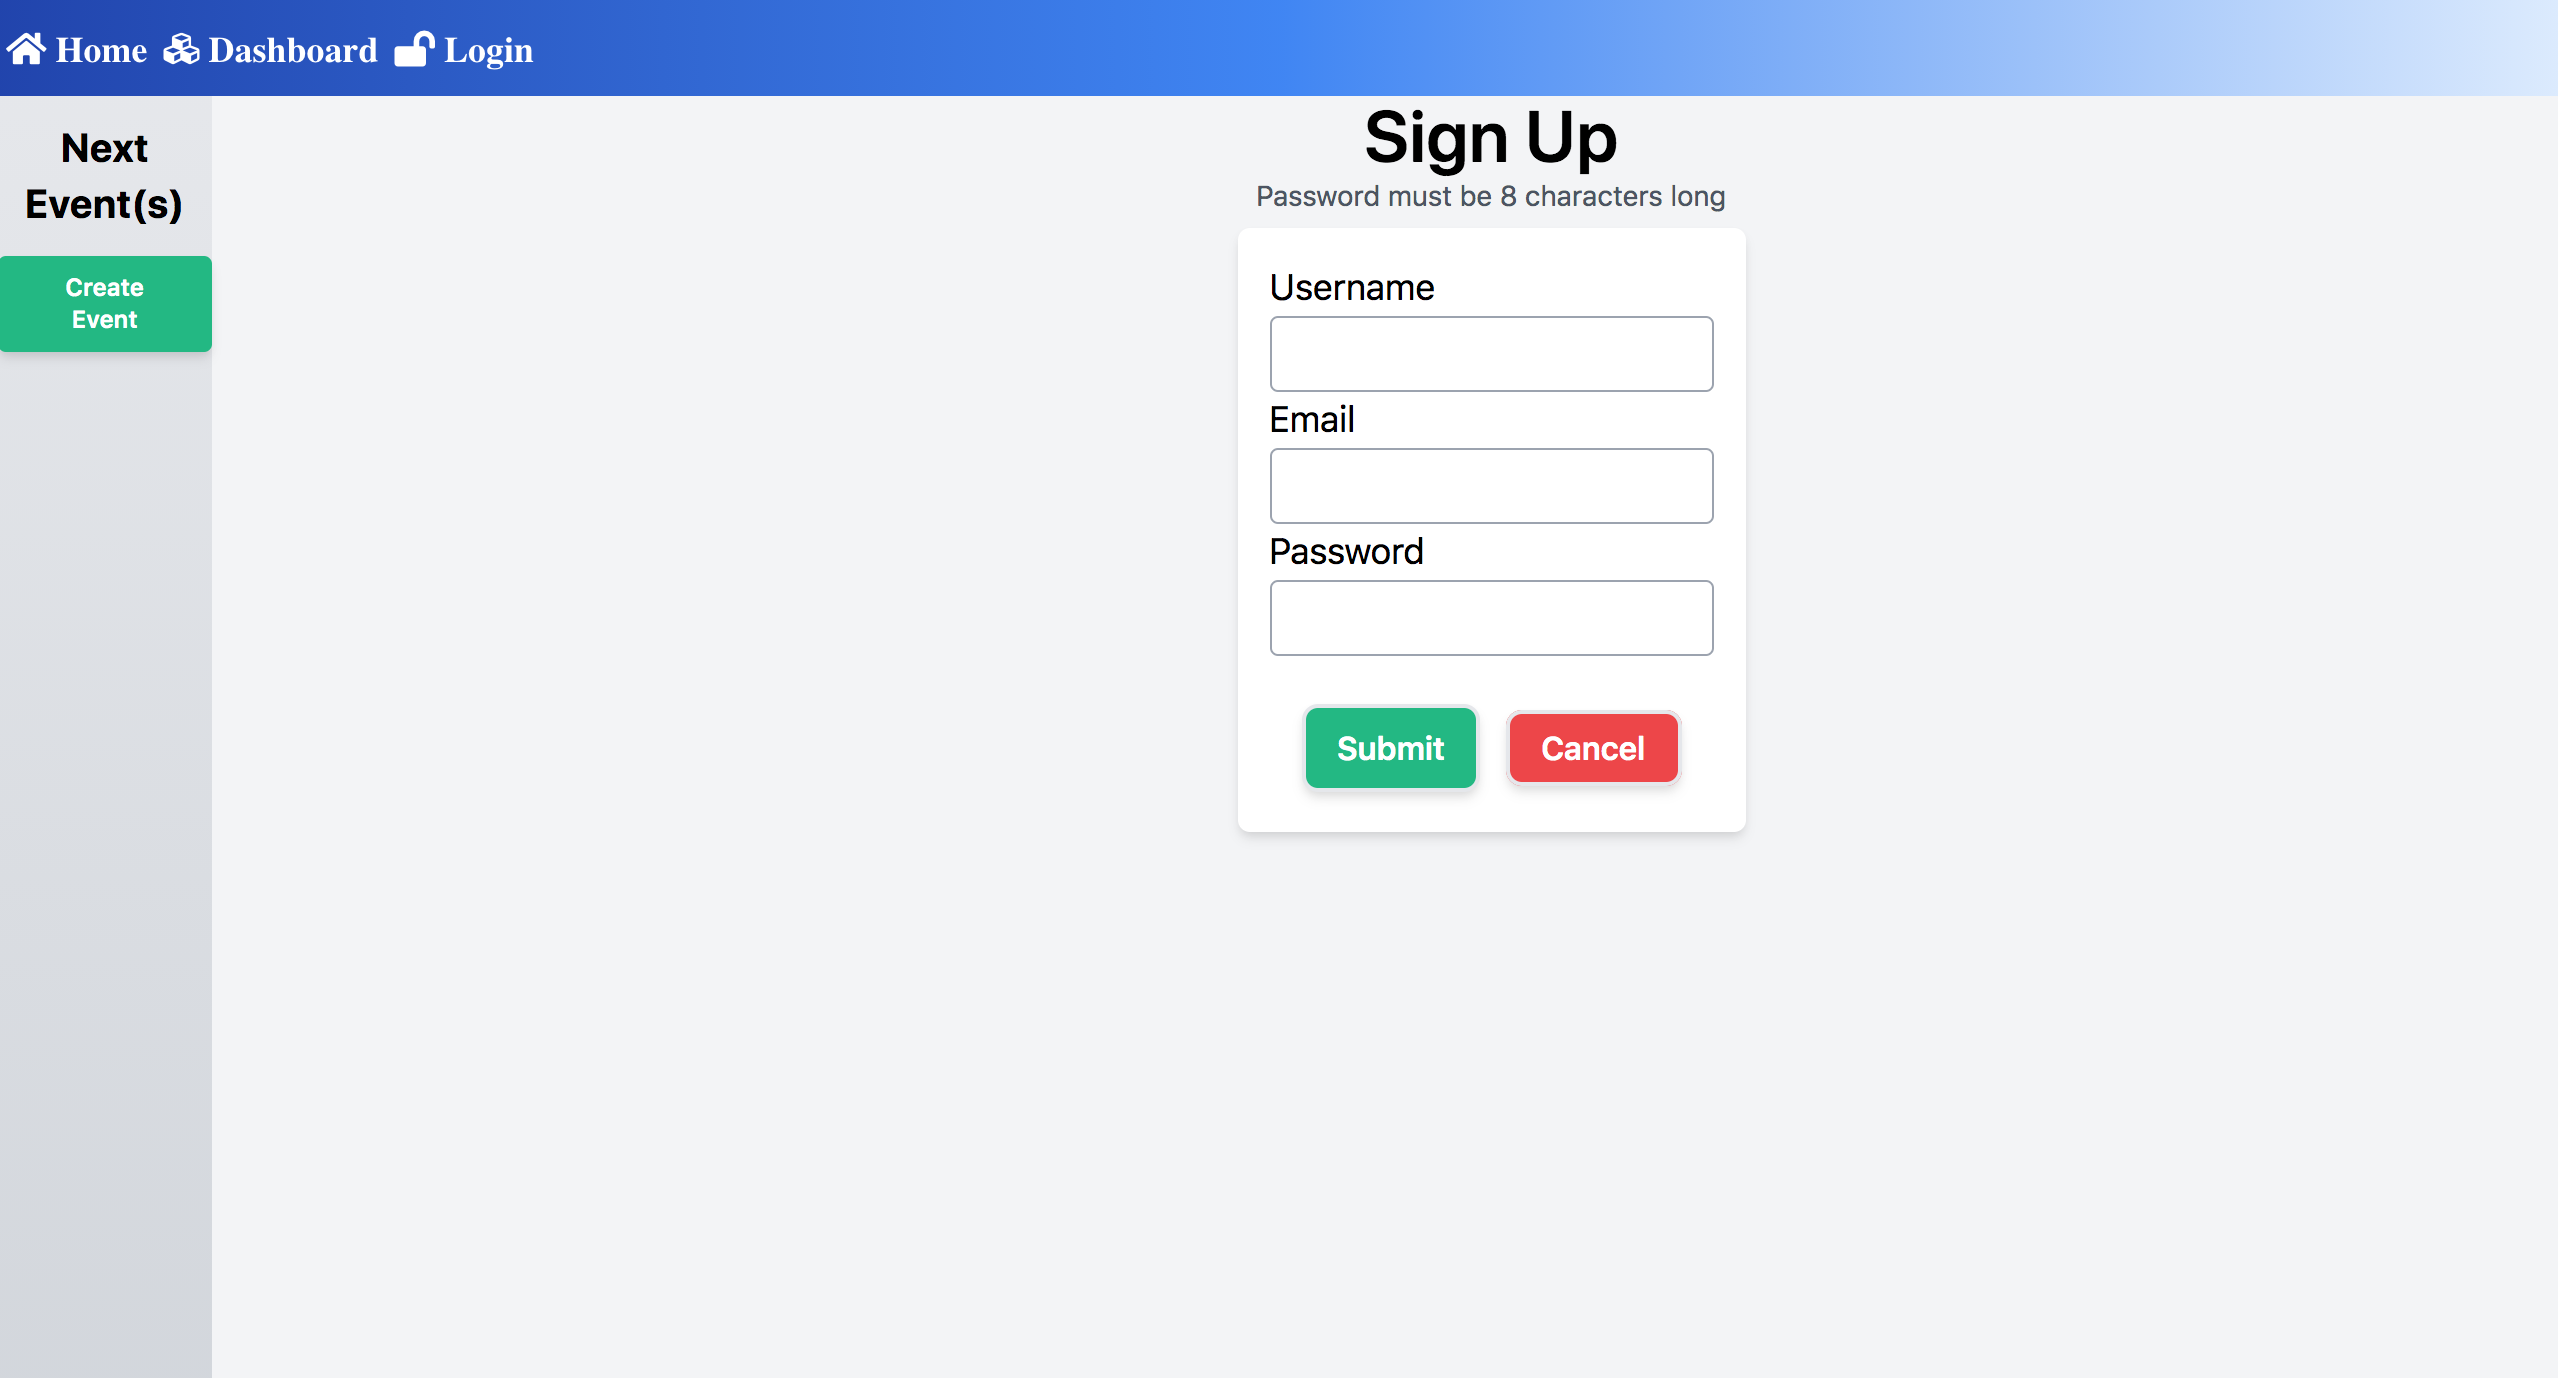 Home Dashboard Login
Next
Event(s)
Create
Event
Sign Up
Password must be 8 characters long
Username
Email
Password
Submit Cancel